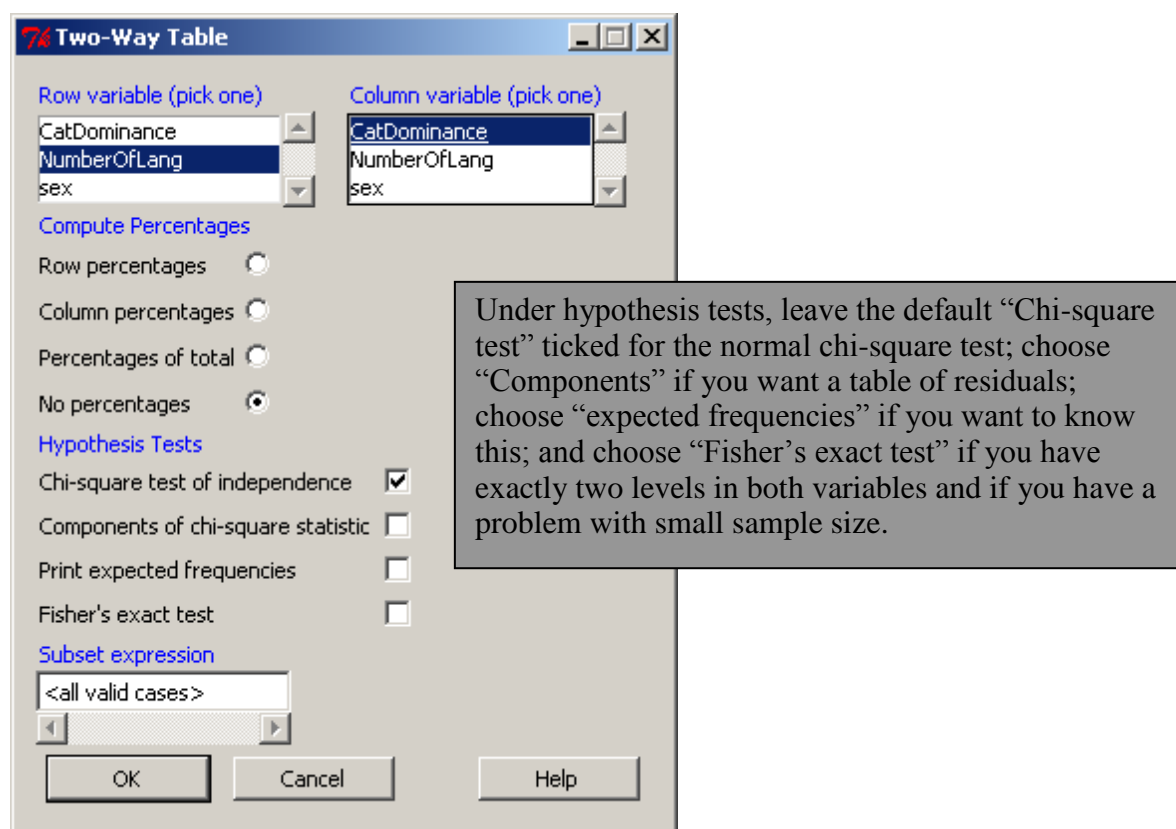 Two-Way Table
Row variable (pick one) Column variable (pick one)
CatDominance CatDominance
NumberOfLang NumberOfLang
sex sex
Compute Percentages
Row percentages
Column percentages
Percentages of total
No percentages
Hypothesis Tests
Chi-square test of independence
Components of chi-square statistic
Print expected frequencies
Fisher's exact test
Subset expression
<all valid cases>
OK Cancel Help
Under hypothesis tests, leave the default “Chi-square
test” ticked for the normal chi-square test; choose
“Components” if you want a table of residuals;
choose “expected frequencies” if you want to know
this; and choose “Fisher’s exact test” if you have
exactly two levels in both variables and if you have a
problem with small sample size.